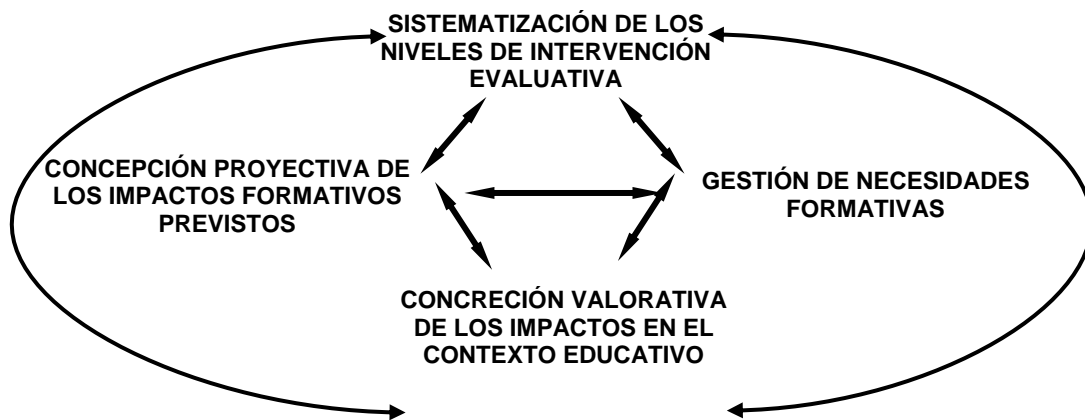 SISTEMATIZACIÓN DE LOS
NIVELES DE INTERVENCIÓN
EVALUATIVA
CONCEPCIÓN PROYECTIVA DE
LOS IMPACTOS FORMATIVOS
PREVISTOS
GESTIÓN DE NECESIDADES
FORMATIVAS
CONCRECIÓN VALORATIVA
DE LOS IMPACTOS EN EL
CONTEXTO EDUCATIVO